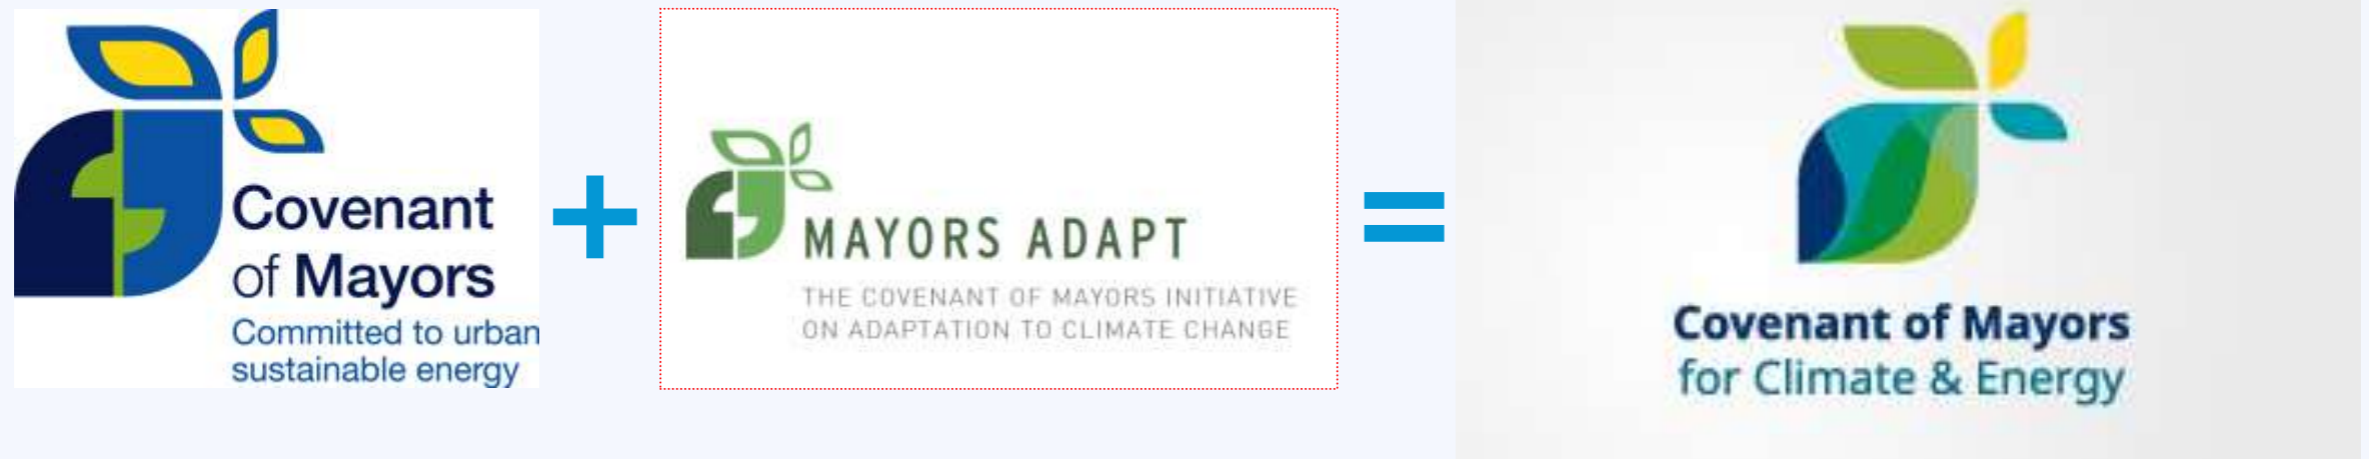 Covenant
of Mayors
Committed to urban
sustainable energy
+
MAYORS ADAPT
THE COVENANT OF MAYORS INITIATIVE
ON ADAPTATION TO CLIMATE CHANGE
=
Covenant of Mayors
for Climate & Energy